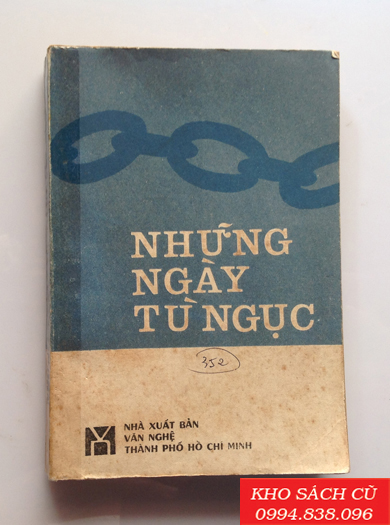 NHỮNG
NGÀY
TÙ NGỤC
352
NHÀ XUẤT BẢN
VĂN NGHỆ
THÀNH PHỐ HỒ CHÍ MINH
KHO SÁCH CŨ
0994.838.096